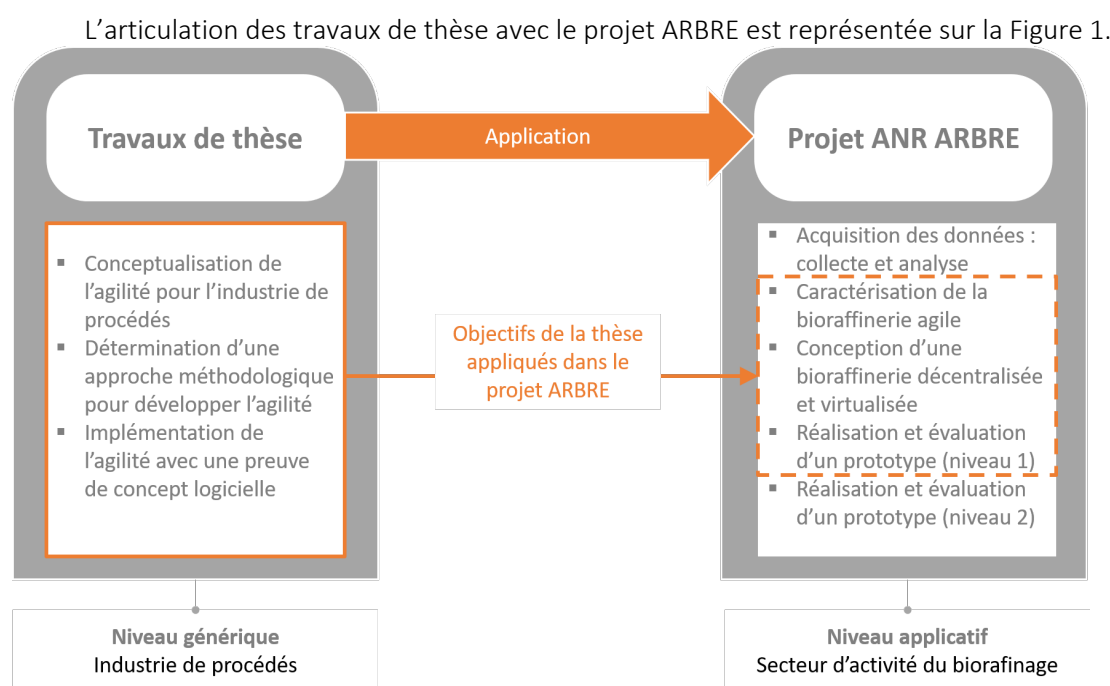 L’articulation des travaux de thèse avec le projet ARBRE est représentée sur la Figure 1.
Travaux de thèse
Application
Projet ANR ARBRE
▪ Conceptualisation de
l’agilité pour l’industrie de
procédés
▪ Détermination d’une
approche méthodologique
pour développer l’agilité
▪ Implémentation de
l’agilité avec une preuve
de concept logicielle
Objectifs de la thèse
appliqués dans le
projet ARBRE
▪ Acquisition des données :
collecte et analyse
▪ Caractérisation de la
bioraffinerie agile
▪ Conception d’une
bioraffinerie décentralisée
et virtualisée
▪ Réalisation et évaluation
d’un prototype (niveau 1)
▪ Réalisation et évaluation
d’un prototype (niveau 2)
Niveau générique
Industrie de procédés
Niveau applicatif
Secteur d’activité du biorafinage